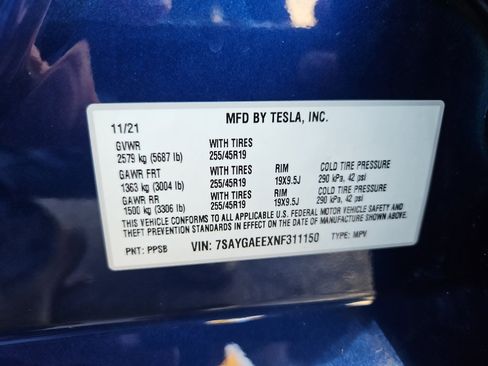 MFD BY TESLA, INC.
11/21
GVWR WITH TIRES
2579 kg (5687 lb) 255/45R19
GAWR FRT WITH TIRES RIM COLD TIRE PRESSURE
1363 kg (3004 lb) 255/45R19 19X9.5J 290 kPa, 42 psi
GAWR RR WITH TIRES RIM COLD TIRE PRESSURE
1500 kg (3306 lb) 255/45R19 19X9.5J 290 kPa, 42 psi
THIS VEHICLE CONFORMS TO ALL APPLICABLE U.S. FEDERAL MOTOR VEHICLE SAFETY AND
THEFT PREVENTION STANDARDS IN EFFECT ON THE DATE OF MANUFACTURE SHOWN ABOVE.
PNT: PPSB VIN: 7SAYGAEEXNF311150 TYPE: MPV